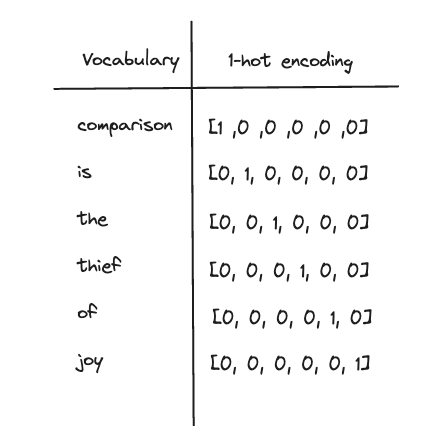 Vocabulary 1-hot encoding
comparison [1 ,0 ,0 ,0 ,0 ,0]
is [0, 1, 0, 0, 0, 0]
the [0, 0, 1, 0, 0, 0]
thief [0, 0, 0, 1, 0, 0]
of [0, 0, 0, 0, 1, 0]
joy [0, 0, 0, 0, 0, 1]